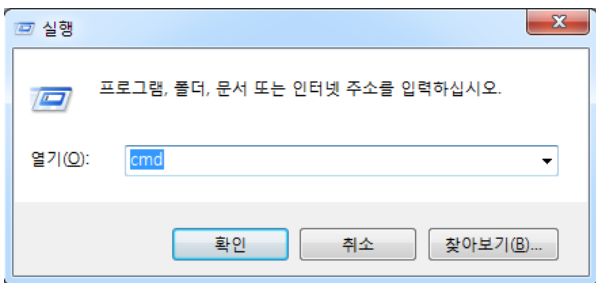 실행
프로그램, 폴더, 문서 또는 인터넷 주소를 입력하십시오.
열기(O): cmd
확인 취소 찾아보기(B)...